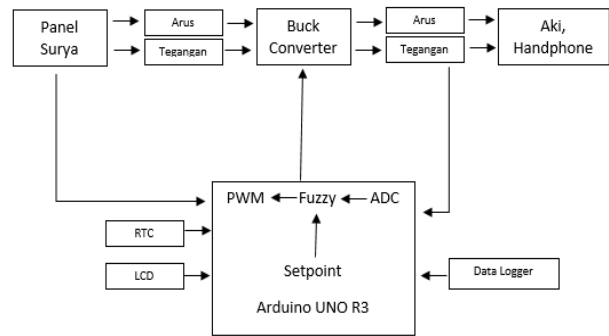 Panel
Surya
Arus
Tegangan
Buck
Converter
Arus
Tegangan
Aki,
Handphone
PWM
Fuzzy
ADC
RTC
LCD
Setpoint
Arduino UNO R3
Data Logger